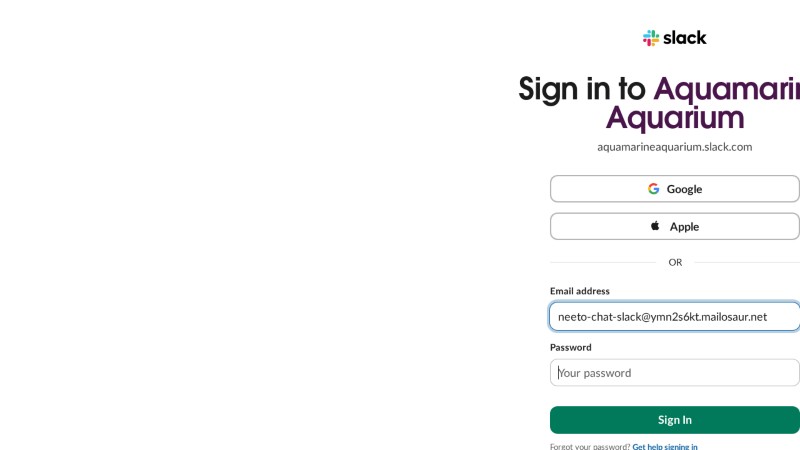 slack
Sign in to
Aquarium
aquamarineaquarium.slack.com
Google
Apple
OR
Email address
neeto-chat-slack@ymn2s6kt.mailosaur.net
Password
Your password
Sign In
Forgot your password? Get help signing in